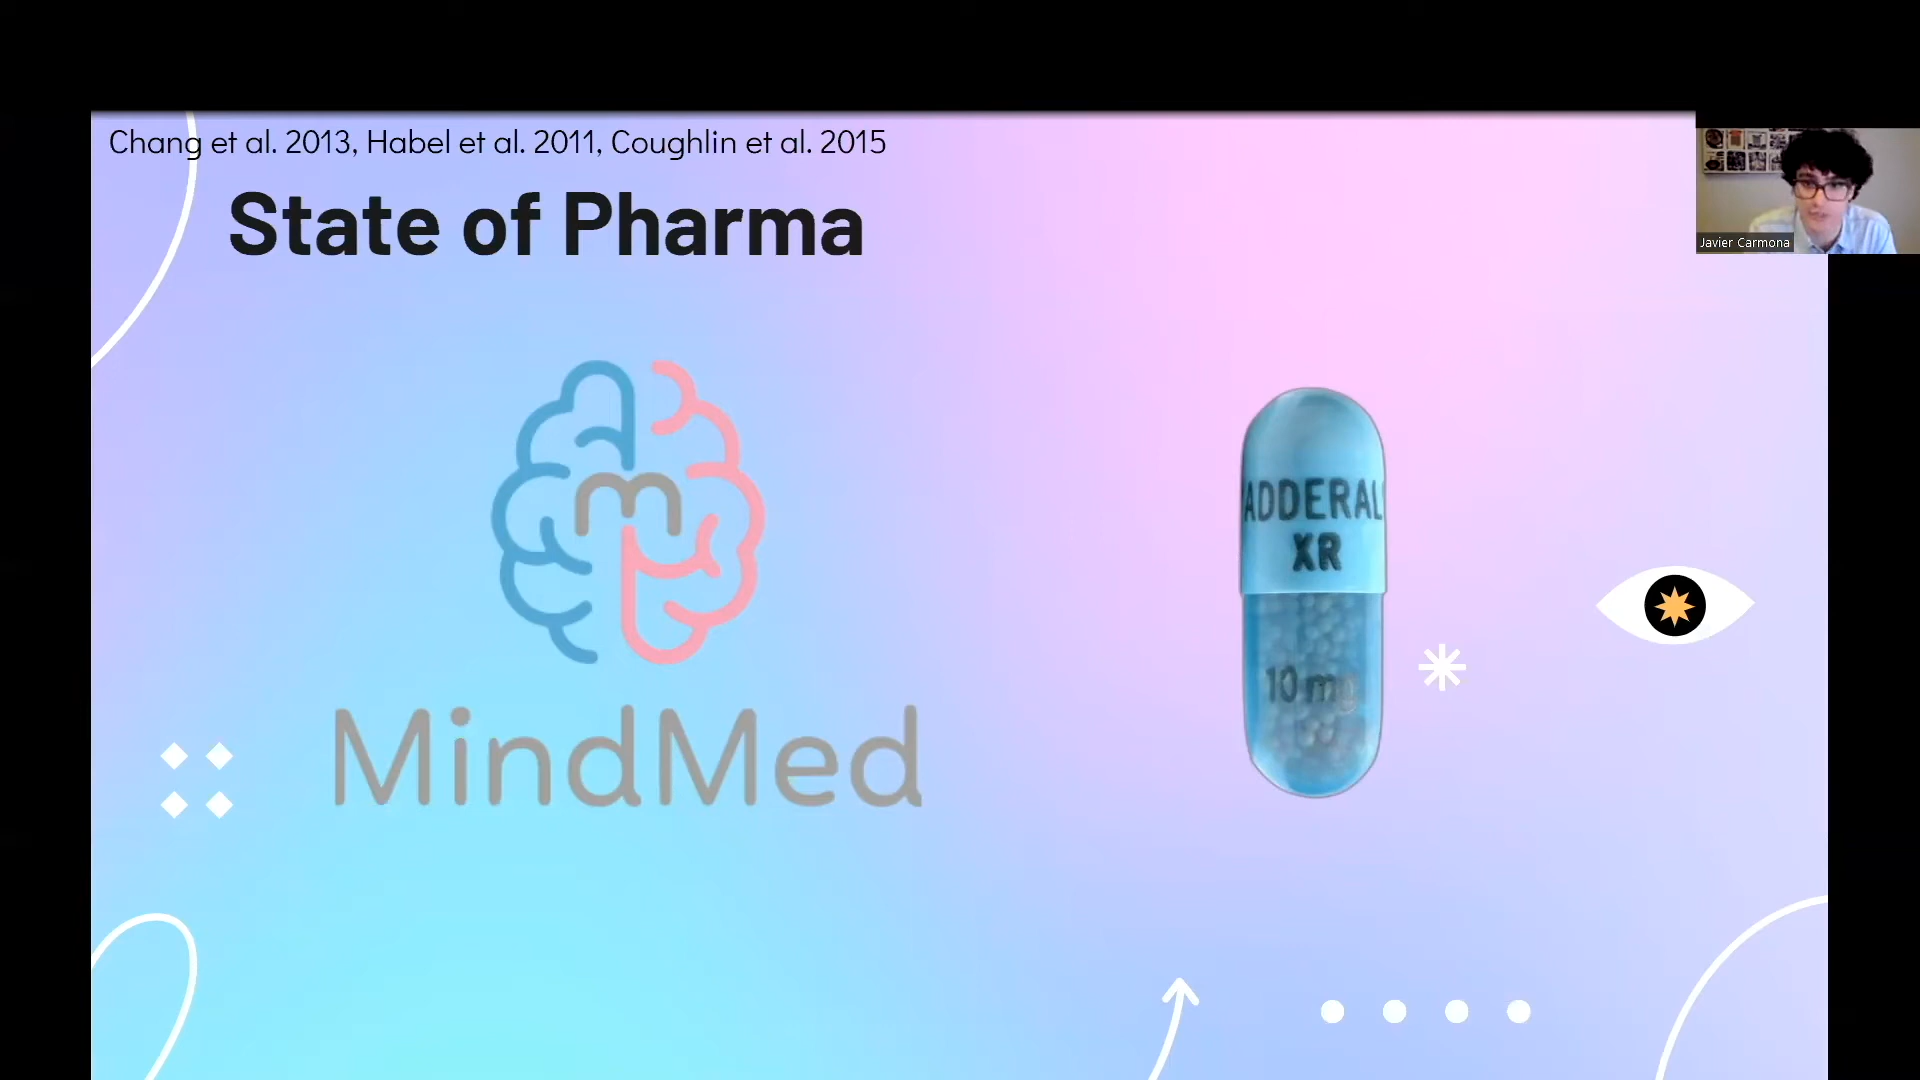 Chang et al. 2013, Habel et al. 2011, Coughlin et al. 2015
State of Pharma
Javier Carmona
m
MindMed
ADDERAL
XR
10 mg